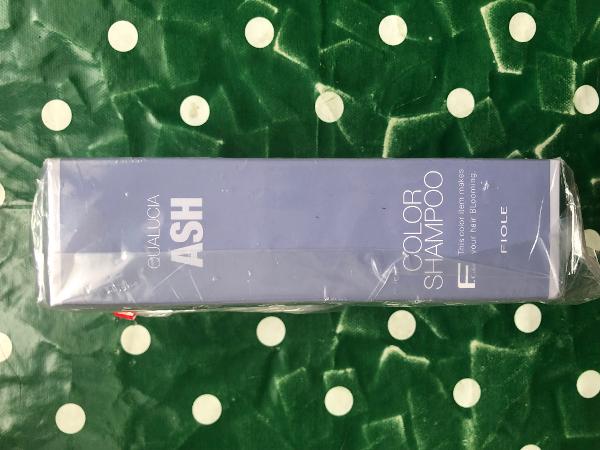 QUALUCIA
ASH
COLOR
SHAMPOO
F
This color item makes
your hair BLooming.
FIOLE